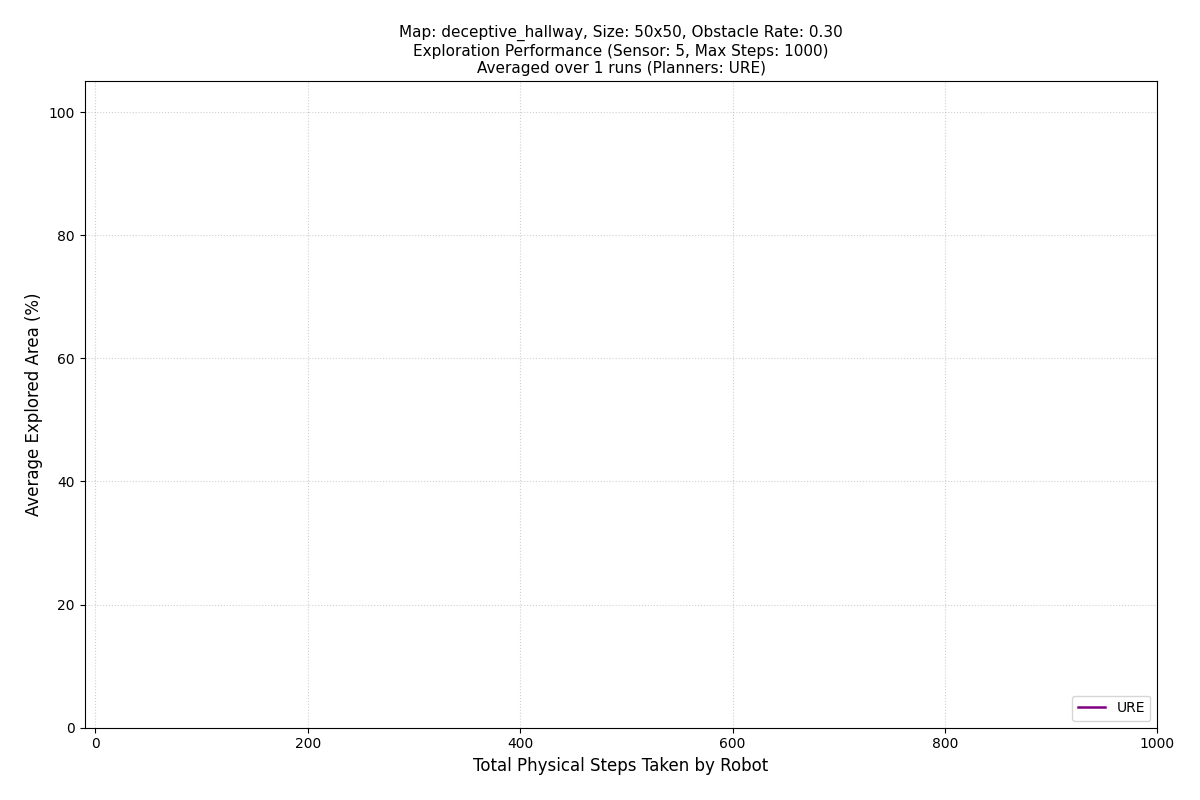 Map: deceptive_hallway, Size: 50x50, Obstacle Rate: 0.30
Exploration Performance (Sensor: 5, Max Steps: 1000)
Averaged over 1 runs (Planners: URE)
Average Explored Area (%)
100
80
60
40
20
0
0 200 400 600 800 1000
Total Physical Steps Taken by Robot
URE